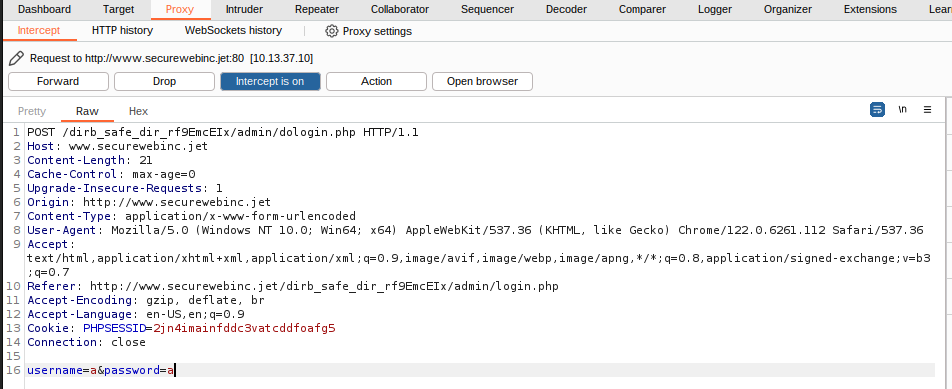 Dashboard Target Proxy Intruder Repeater Collaborator Sequencer Decoder Comparer Logger Organizer Extensions Lear
Intercept HTTP history WebSockets history Proxy settings
Request to http://www.securewebinc.jet:80 [10.13.37.10]
Forward Drop Intercept is on Action Open browser
Pretty Raw Hex \n
1 POST /dirb_safe_dir_rf9EmcEIx/admin/dologin.php HTTP/1.1
2 Host: www.securewebinc.jet
3 Content-Length: 21
4 Cache-Control: max-age=0
5 Upgrade-Insecure-Requests: 1
6 Origin: http://www.securewebinc.jet
7 Content-Type: application/x-www-form-urlencoded
8 User-Agent: Mozilla/5.0 (Windows NT 10.0; Win64; x64) AppleWebKit/537.36 (KHTML, like Gecko) Chrome/122.0.6261.112 Safari/537.36
9 Accept:
text/html,application/xhtml+xml,application/xml;q=0.9,image/avif,image/webp,image/apng,*/*;q=0.8,application/signed-exchange;v=b3
;q=0.7
10 Referer: http://www.securewebinc.jet/dirb_safe_dir_rf9EmcEIx/admin/login.php
11 Accept-Encoding: gzip, deflate, br
12 Accept-Language: en-US,en;q=0.9
13 Cookie: PHPSESSID=2jn4imainfddc3vatcddfoafg5
14 Connection: close
15
16 username=a&password=a